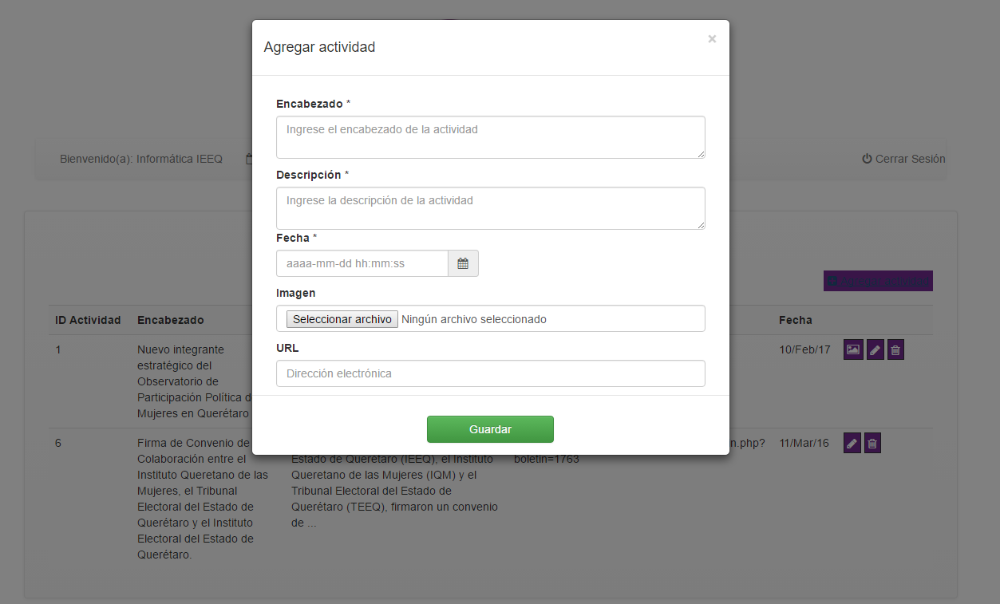 Agregar actividad ×
Encabezado *
Ingrese el encabezado de la actividad
Bienvenido(a): Informática IEEQ
Cerrar Sesión
Descripción *
Ingrese la descripción de la actividad
Fecha *
aaaa-mm-dd hh:mm:ss
Imagen
Seleccionar archivo Ningún archivo seleccionado
URL
Dirección electrónica
Guardar
ID Actividad Encabezado Fecha
1 Nuevo integrante 10/Feb/17
estratégico del
Observatorio de
Participación Política d
Mujeres en Querétaro
6 Firma de Convenio de n.php? 11/Mar/16
Colaboración entre el Estado de Querétaro (IEEQ), el Instituto boletin=1763
Instituto Queretano de las Queretano de las Mujeres (IQM) y el
Mujeres, el Tribunal Tribunal Electoral del Estado de
Electoral del Estado de Querétaro (TEEQ), firmaron un convenio
Querétaro y el Instituto de ...
Electoral del Estado de
Querétaro.